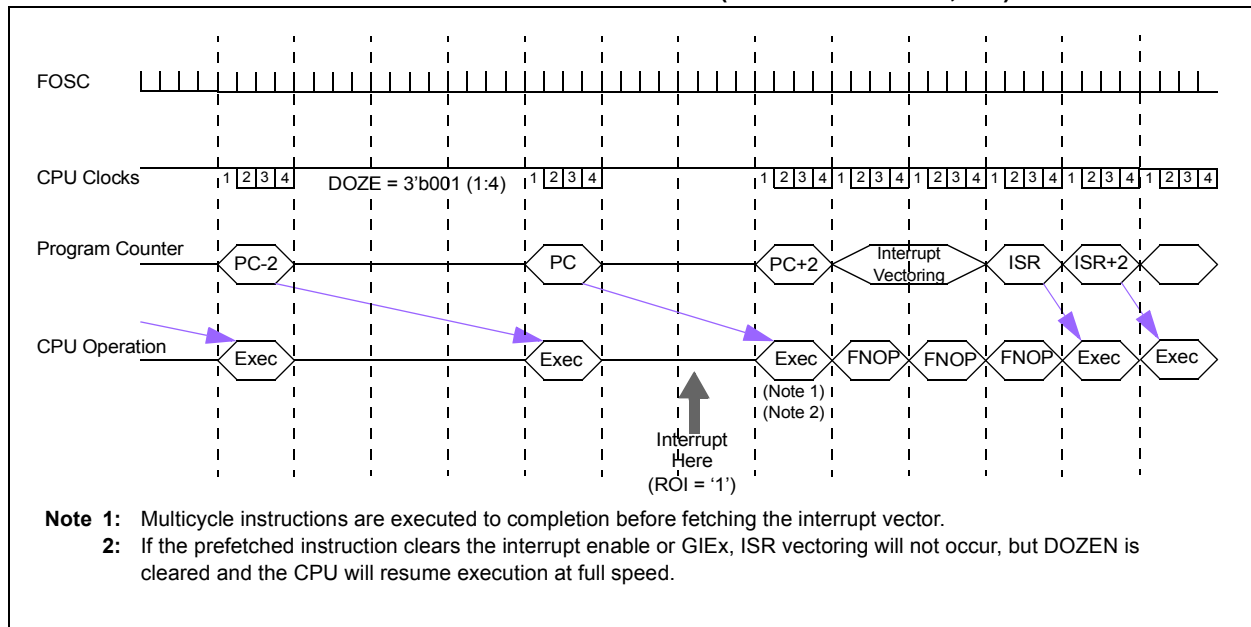 FOSC
CPU Clocks
1 2 3 4 DOZE = 3'b001 (1:4) 1 2 3 4 1 2 3 4 1 2 3 4 1 2 3 4 1 2 3 4 1 2 3 4 1 2 3 4
Program Counter
PC-2 PC PC+2 Interrupt Vectoring ISR ISR+2
CPU Operation
Exec Exec Exec FNOP FNOP FNOP Exec Exec
(Note 1)
(Note 2)
Interrupt
Here
(ROI = ‘1’)
Note 1: Multicycle instructions are executed to completion before fetching the interrupt vector.
2: If the prefetched instruction clears the interrupt enable or GIEx, ISR vectoring will not occur, but DOZEN is
cleared and the CPU will resume execution at full speed.